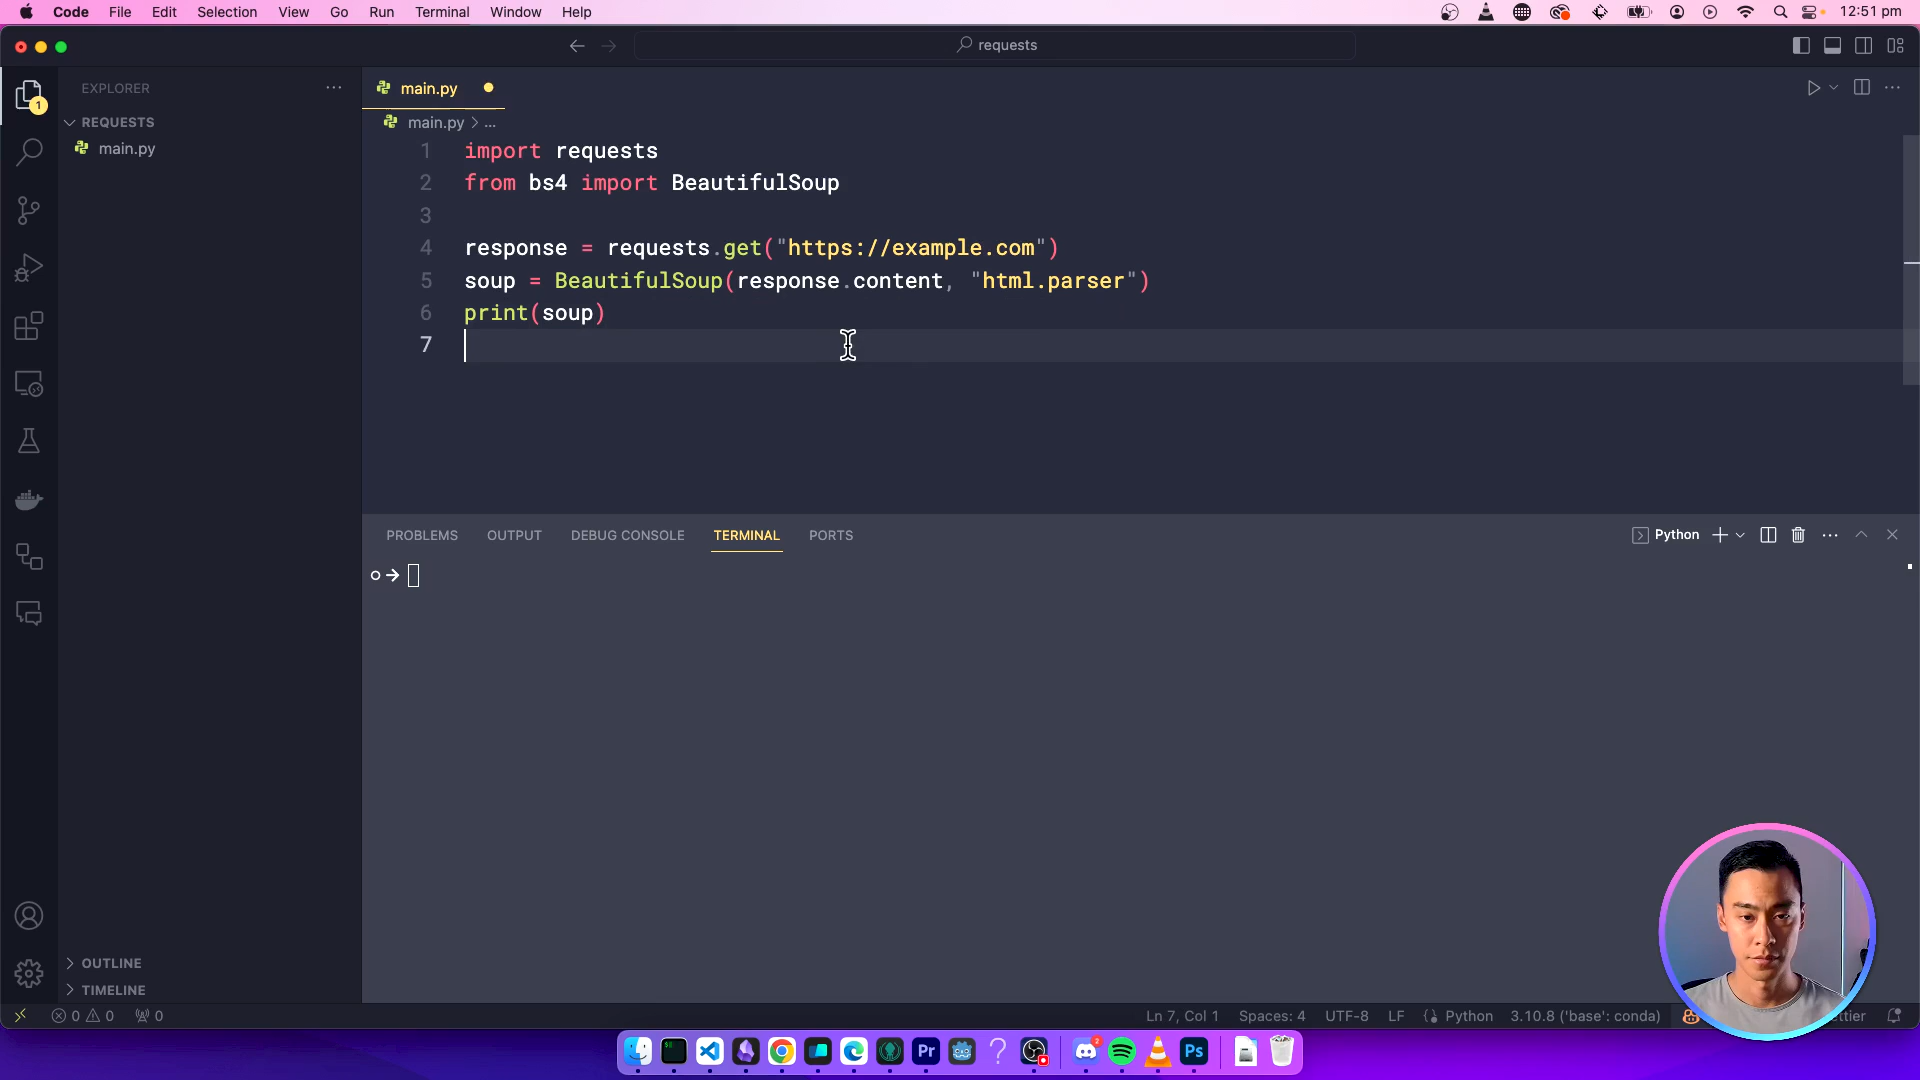 Code File Edit Selection View Go Run Terminal Window Help 12:51 pm
requests
EXPLORER
REQUESTS
main.py
OUTLINE
TIMELINE
1
main.py
main.py > ...
1 import requests
2 from bs4 import BeautifulSoup
3
4 response = requests.get("https://example.com")
5 soup = BeautifulSoup(response.content, "html.parser")
6 print(soup)
7
PROBLEMS OUTPUT DEBUG CONSOLE TERMINAL PORTS Python
0 0 0 Ln 7, Col 1 Spaces: 4 UTF-8 LF Python 3.10.8 ('base': conda)
Pr 2 Ps